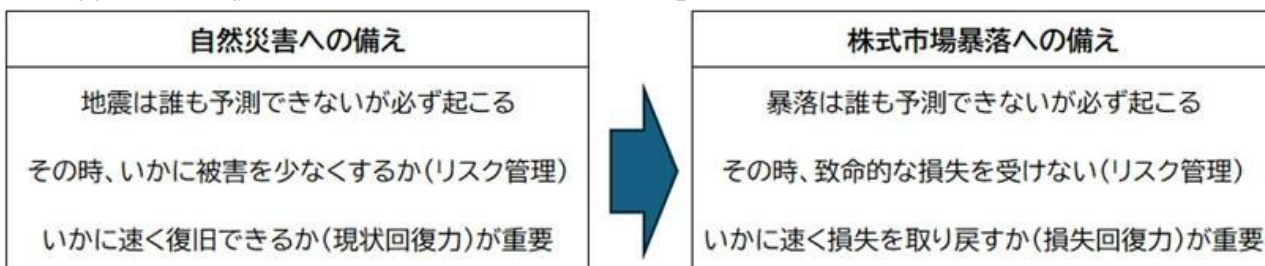 自然災害への備え
地震は誰も予測できないが必ず起こる
その時、いかに被害を少なくするか(リスク管理)
いかに速く復旧できるか(現状回復力)が重要
株式市場暴落への備え
暴落は誰も予測できないが必ず起こる
その時、致命的な損失を受けない(リスク管理)
いかに速く損失を取り戻すか(損失回復力)が重要